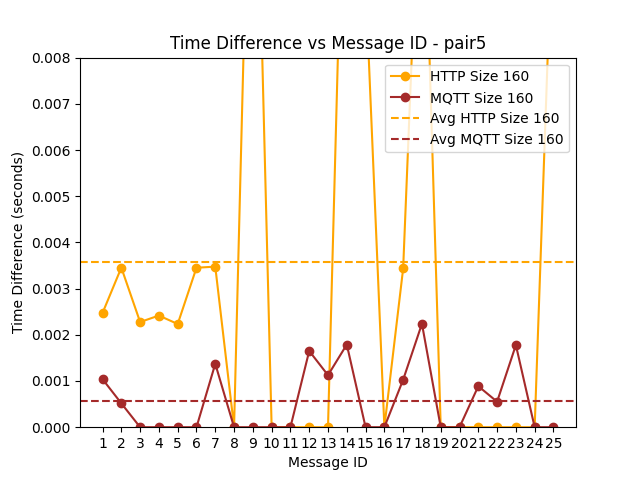 Time Difference vs Message ID - pair5
0.008
0.007
0.006
0.005
0.004
0.003
0.002
0.001
0.000
Time Difference (seconds)
HTTP Size 160
MQTT Size 160
Avg HTTP Size 160
Avg MQTT Size 160
1 2 3 4 5 6 7 8 9 10 11 12 13 14 15 16 17 18 19 20 21 22 23 24 25
Message ID